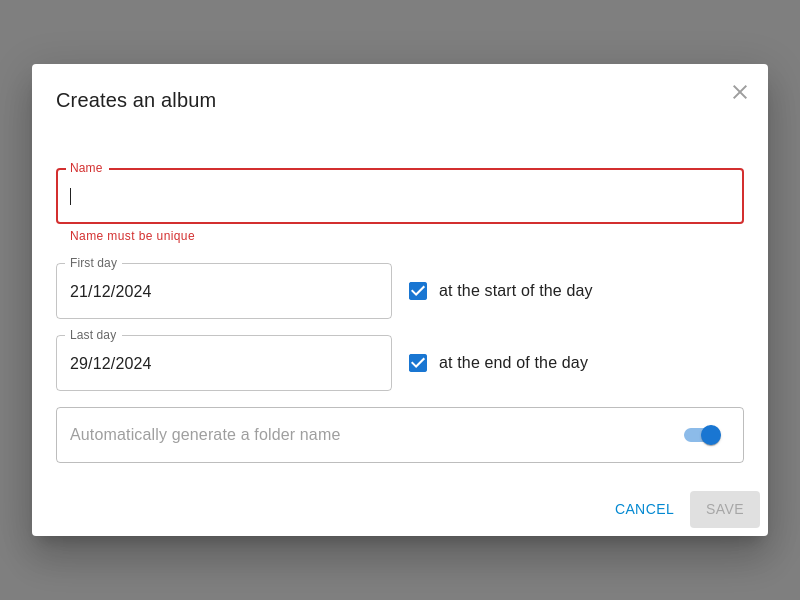 Creates an album
Name
Name must be unique
First day
21/12/2024
at the start of the day
Last day
29/12/2024
at the end of the day
Automatically generate a folder name
CANCEL
SAVE